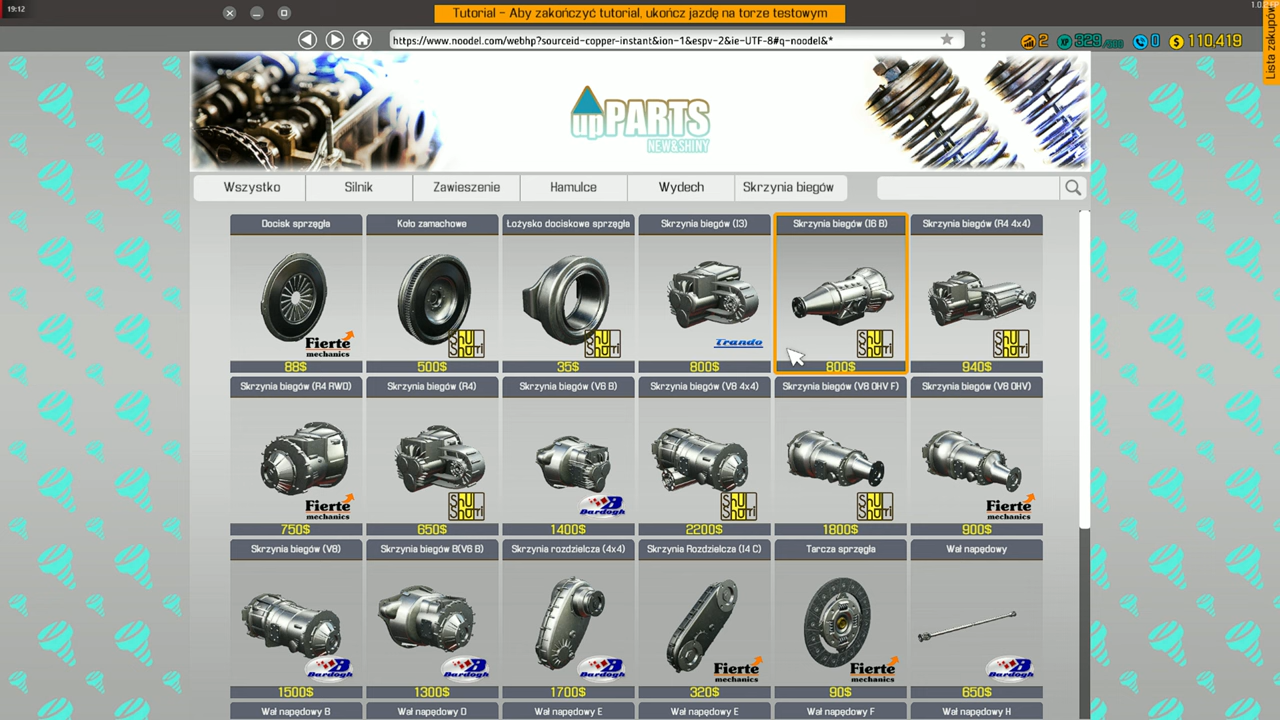 19:12
Tutorial - Aby zakończyć tutorial, ukończ jazdę na torze testowym
https://www.noodel.com/webhp?sourceid-copper-instant&ion-1&espv-2&ie-UTF-8#q-noodel&*
2
0
110,419
Lista zakupów
upPARTS
NEW&SHINY
Wszystko Silnik Zawieszenie Hamulce Wydech Skrzynia biegów
Docisk sprzęgła Koło zamachowe Łożysko dociskowe sprzęgła Skrzynia biegów (I3) Skrzynia biegów (I6 B) Skrzynia biegów (R4 4x4)
Fierte mechanics Trando
88$ 500$ 35$ 800$ 800$ 940$
Skrzynia biegów (R4 RWD) Skrzynia biegów (R4) Skrzynia biegów (V6 B) Skrzynia biegów (V8 4x4) Skrzynia biegów (V8 OHV F) Skrzynia biegów (V8 OHV)
Fierte mechanics Bardogh Fierte mechanics
750$ 650$ 1400$ 2200$ 1800$ 900$
Skrzynia biegów (V8) Skrzynia biegów B(V6 B) Skrzynia rozdzielcza (4x4) Skrzynia Rozdzielcza (I4 C) Tarcza sprzęgła Wał napędowy
Bardogh Bardogh Bardogh Fierte mechanics Fierte mechanics Bardogh
1500$ 1300$ 1700$ 320$ 90$ 650$
Wał napędowy B Wał napędowy D Wał napędowy E Wał napędowy E Wał napędowy F Wał napędowy H